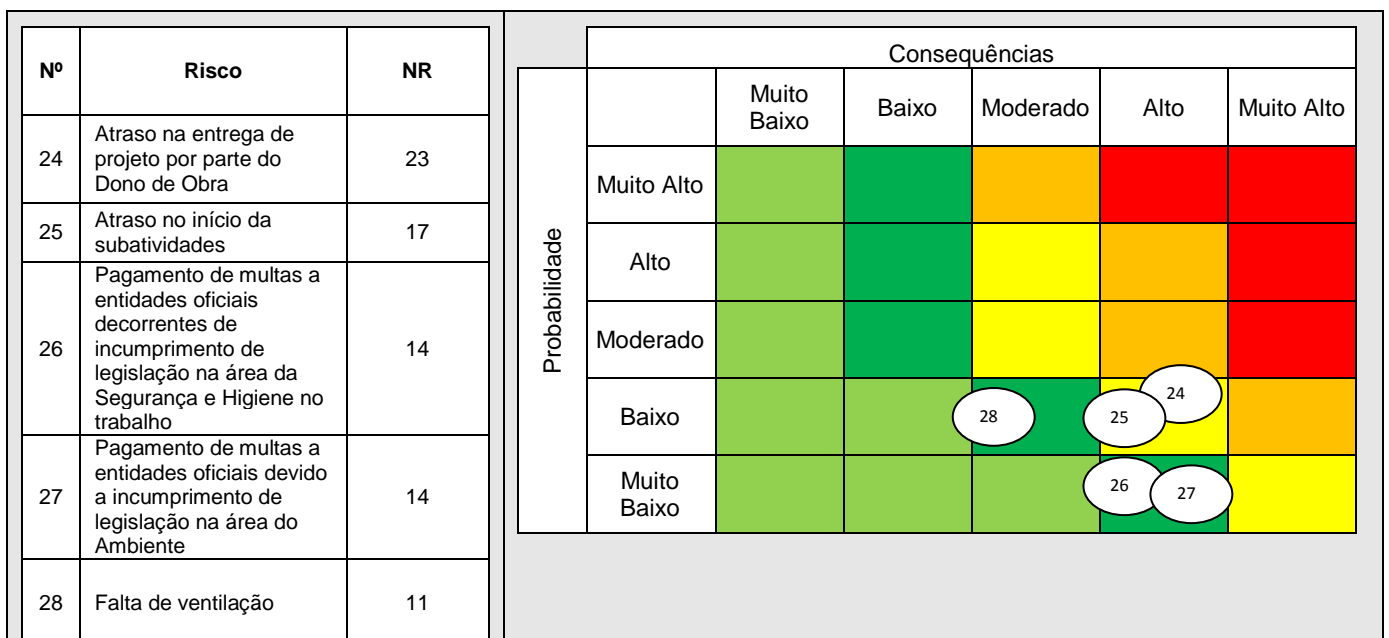 Nº Risco NR
24
Atraso na entrega de
projeto por parte do
Dono de Obra
23
25
Atraso no início da
subatividades
17
26
Pagamento de multas a
entidades oficiais
decorrentes de
incumprimento de
legislação na área da
Segurança e Higiene no
trabalho
14
27
Pagamento de multas a
entidades oficiais devido
a incumprimento de
legislação na área do
Ambiente
14
28 Falta de ventilação 11
Consequências
Muito
Baixo
Baixo
Moderado
Alto
Muito Alto
Probabilidade
Muito Alto
Alto
Moderado
Baixo
28
25
24
Muito
Baixo
26
27